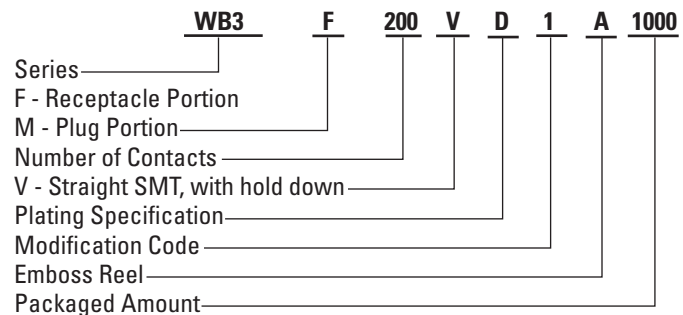 WB3 F 200 V D 1 A 1000
Series
F - Receptacle Portion
M - Plug Portion
Number of Contacts
V - Straight SMT, with hold down
Plating Specification
Modification Code
Emboss Reel
Packaged Amount